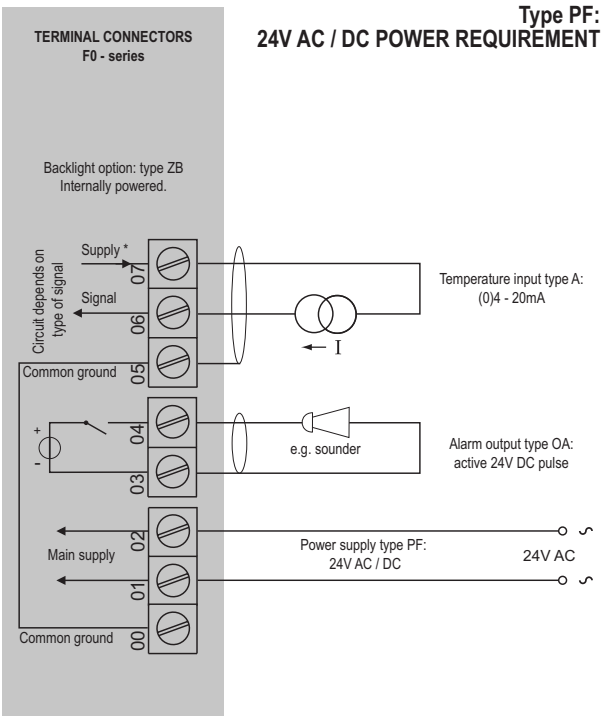 Type PF:
24V AC / DC POWER REQUIREMENT
TERMINAL CONNECTORS
F0 - series
Backlight option: type ZB
Internally powered.
Circuit depends on
type of signal
Supply *
07
Signal
06
Common ground
05
I
Temperature input type A:
(0)4 - 20mA
+
-
04
03
e.g. sounder
Alarm output type OA:
active 24V DC pulse
02
Main supply
01
Power supply type PF:
24V AC / DC
24V AC
Common ground
00